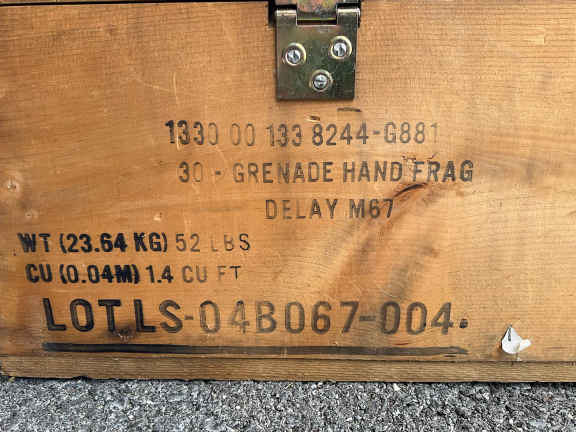 1330 00 133 8244-G881
30 - GRENADE HAND FRAG
DELAY M67
WT (23.64 KG) 52 LBS
CU (0.04M) 1.4 CU FT
LOT LS-04B067-004